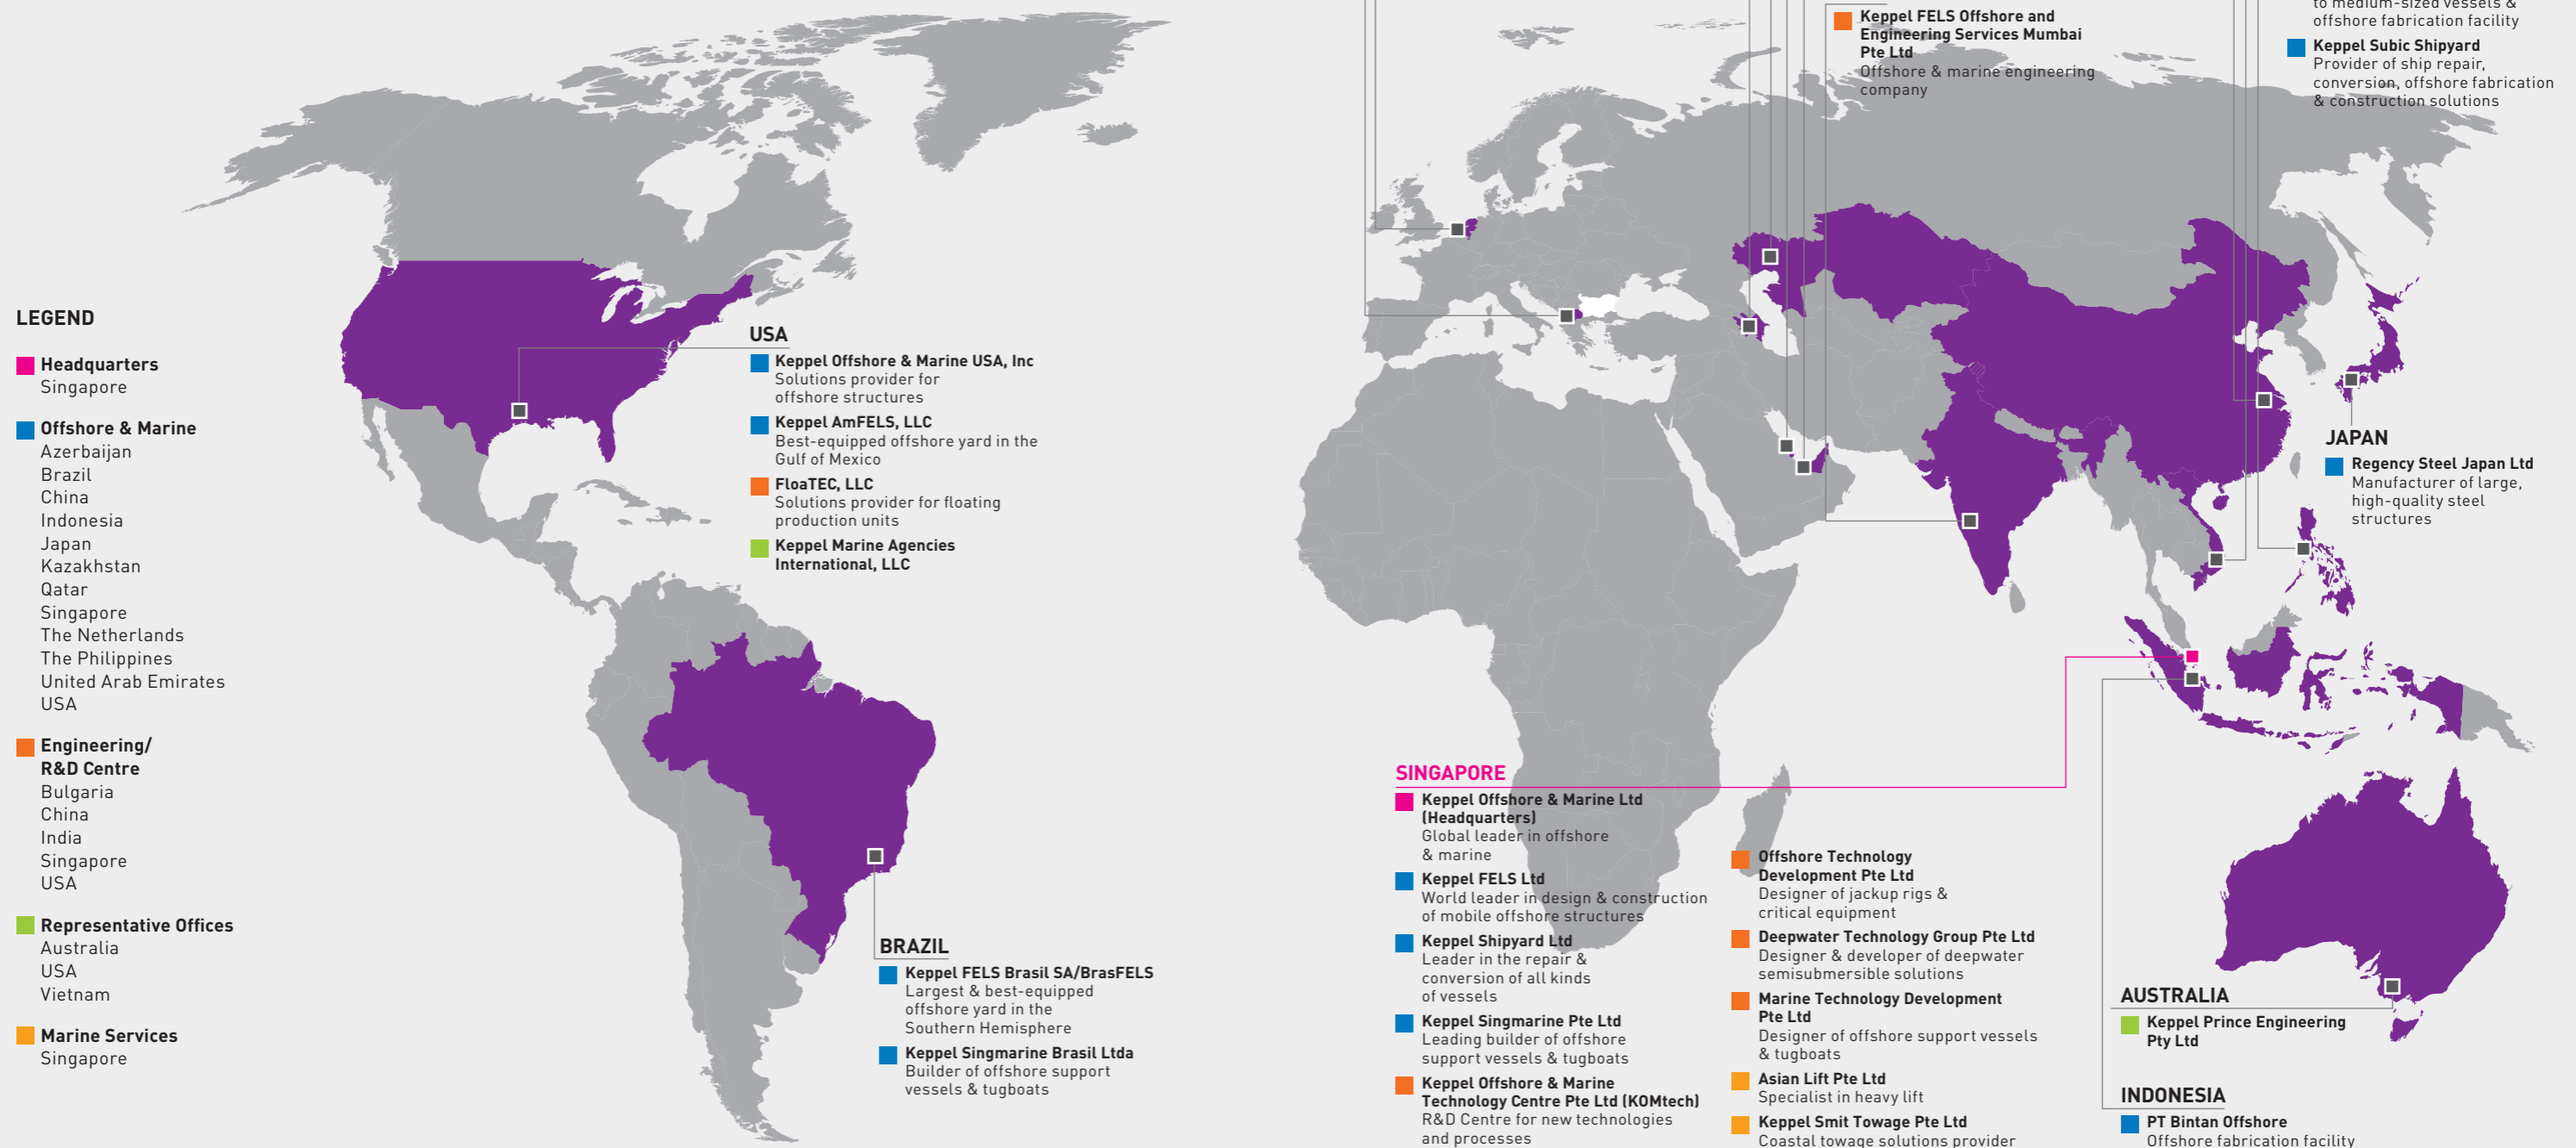 LEGEND
Headquarters
Singapore
Offshore & Marine
Azerbaijan
Brazil
China
Indonesia
Japan
Kazakhstan
Qatar
Singapore
The Netherlands
The Philippines
United Arab Emirates
USA
Engineering/
R&D Centre
Bulgaria
China
India
Singapore
USA
Representative Offices
Australia
USA
Vietnam
Marine Services
Singapore
USA
Keppel Offshore & Marine USA, Inc
Solutions provider for
offshore structures
Keppel AmFELS, LLC
Best-equipped offshore yard in the
Gulf of Mexico
FloaTEC, LLC
Solutions provider for floating
production units
Keppel Marine Agencies
International, LLC
BRAZIL
Keppel FELS Brasil SA/BrasFELS
Largest & best-equipped
offshore yard in the
Southern Hemisphere
Keppel Singmarine Brasil Ltda
Builder of offshore support
vessels & tugboats
Keppel FELS Offshore and
Engineering Services Mumbai
Pte Ltd
Offshore & marine engineering
company
to medium-sized vessels &
offshore fabrication facility
Keppel Subic Shipyard
Provider of ship repair,
conversion, offshore fabrication
& construction solutions
JAPAN
Regency Steel Japan Ltd
Manufacturer of large,
high-quality steel
structures
SINGAPORE
Keppel Offshore & Marine Ltd
(Headquarters)
Global leader in offshore
& marine
Keppel FELS Ltd
World leader in design & construction
of mobile offshore structures
Keppel Shipyard Ltd
Leader in the repair &
conversion of all kinds
of vessels
Keppel Singmarine Pte Ltd
Leading builder of offshore
support vessels & tugboats
Keppel Offshore & Marine
Technology Centre Pte Ltd (KOMtech)
R&D Centre for new technologies
and processes
Offshore Technology
Development Pte Ltd
Designer of jackup rigs &
critical equipment
Deepwater Technology Group Pte Ltd
Designer & developer of deepwater
semisubmersible solutions
Marine Technology Development
Pte Ltd
Designer of offshore support vessels
& tugboats
Asian Lift Pte Ltd
Specialist in heavy lift
Keppel Smit Towage Pte Ltd
Coastal towage solutions provider
AUSTRALIA
Keppel Prince Engineering
Pty Ltd
INDONESIA
PT Bintan Offshore
Offshore fabrication facility